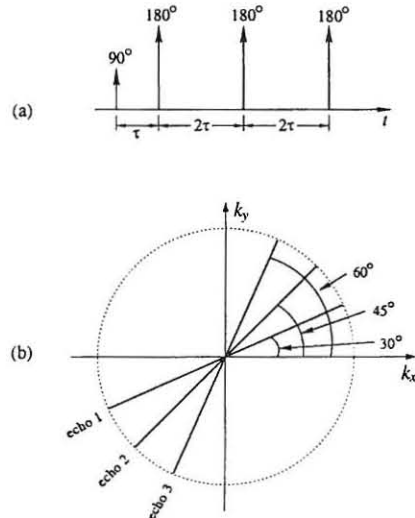 180° 180° 180°
90°
(a)
t
τ 2τ 2τ
k_y
60°
45°
(b)
30°
k_x
echo 1
echo 2
echo 3